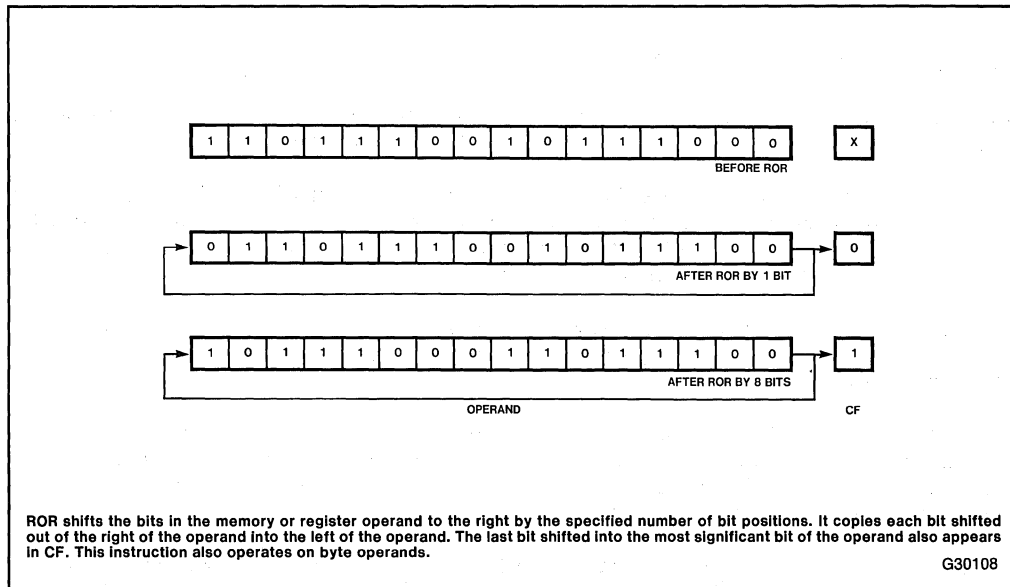 1 1 0 1 1 1 0 0 1 0 1 1 1 0 0 0 X
BEFORE ROR
0 1 1 0 1 1 1 0 0 1 0 1 1 1 0 0 0
AFTER ROR BY 1 BIT
1 0 1 1 1 0 0 0 1 1 0 1 1 1 0 0 1
AFTER ROR BY 8 BITS
OPERAND CF
ROR shifts the bits in the memory or register operand to the right by the specified number of bit positions. It copies each bit shifted
out of the right of the operand into the left of the operand. The last bit shifted into the most significant bit of the operand also appears
in CF. This instruction also operates on byte operands.
G30108